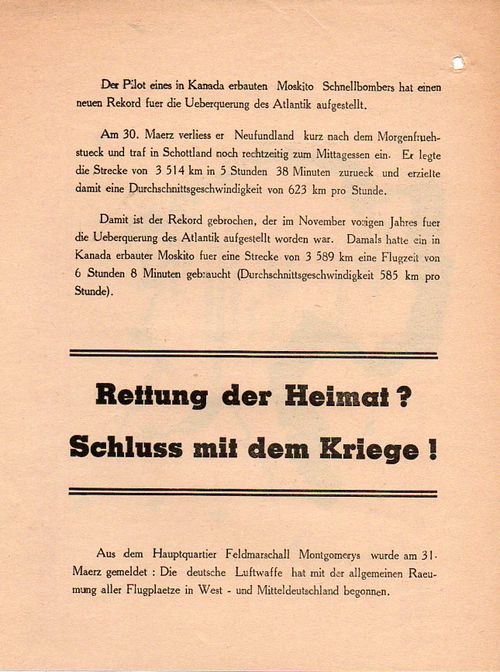 Der Pilot eines in Kanada erbauten Moskito Schnellbombers hat einen
neuen Rekord fuer die Ueberquerung des Atlantik aufgestellt.
Am 30. Maerz verliess er Neufundland kurz nach dem Morgenfrueh-
stueck und traf in Schottland noch rechtzeitig zum Mittagessen ein. Er legte
die Strecke von 3 514 km in 5 Stunden 38 Minuten zurueck und erzielte
damit eine Durchschnittsgeschwindigkeit von 623 km pro Stunde.
Damit ist der Rekord gebrochen, der im November vorigen Jahres fuer
die Ueberquerung des Atlantik aufgestellt worden war. Damals hatte ein in
Kanada erbauter Moskito fuer eine Strecke von 3 589 km eine Flugzeit von
6 Stunden 8 Minuten gebraucht (Durchschnittsgeschwindigkeit 585 km pro
Stunde).
Rettung der Heimat ?
Schluss mit dem Kriege !
Aus dem Hauptquartier Feldmarschall Montgomerys wurde am 31.
Maerz gemeldet : Die deutsche Luftwaffe hat mit der allgemeinen Raeu-
mung aller Flugplaetze in West - und Mitteldeutschland begonnen.